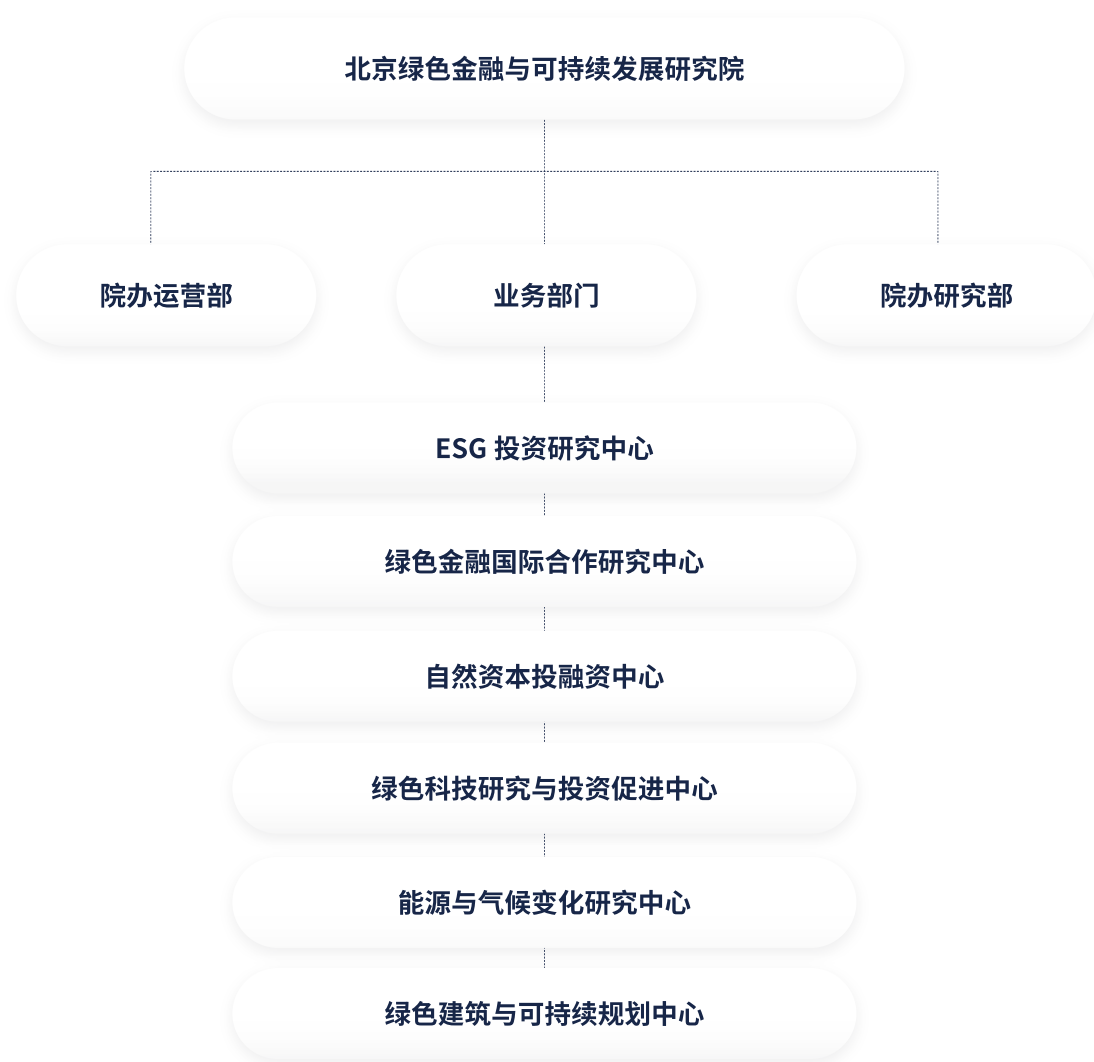 北京绿色金融与可持续发展研究院
院办运营部
业务部门
院办研究部
ESG 投资研究中心
绿色金融国际合作研究中心
自然资本投融资中心
绿色科技研究与投资促进中心
能源与气候变化研究中心
绿色建筑与可持续规划中心